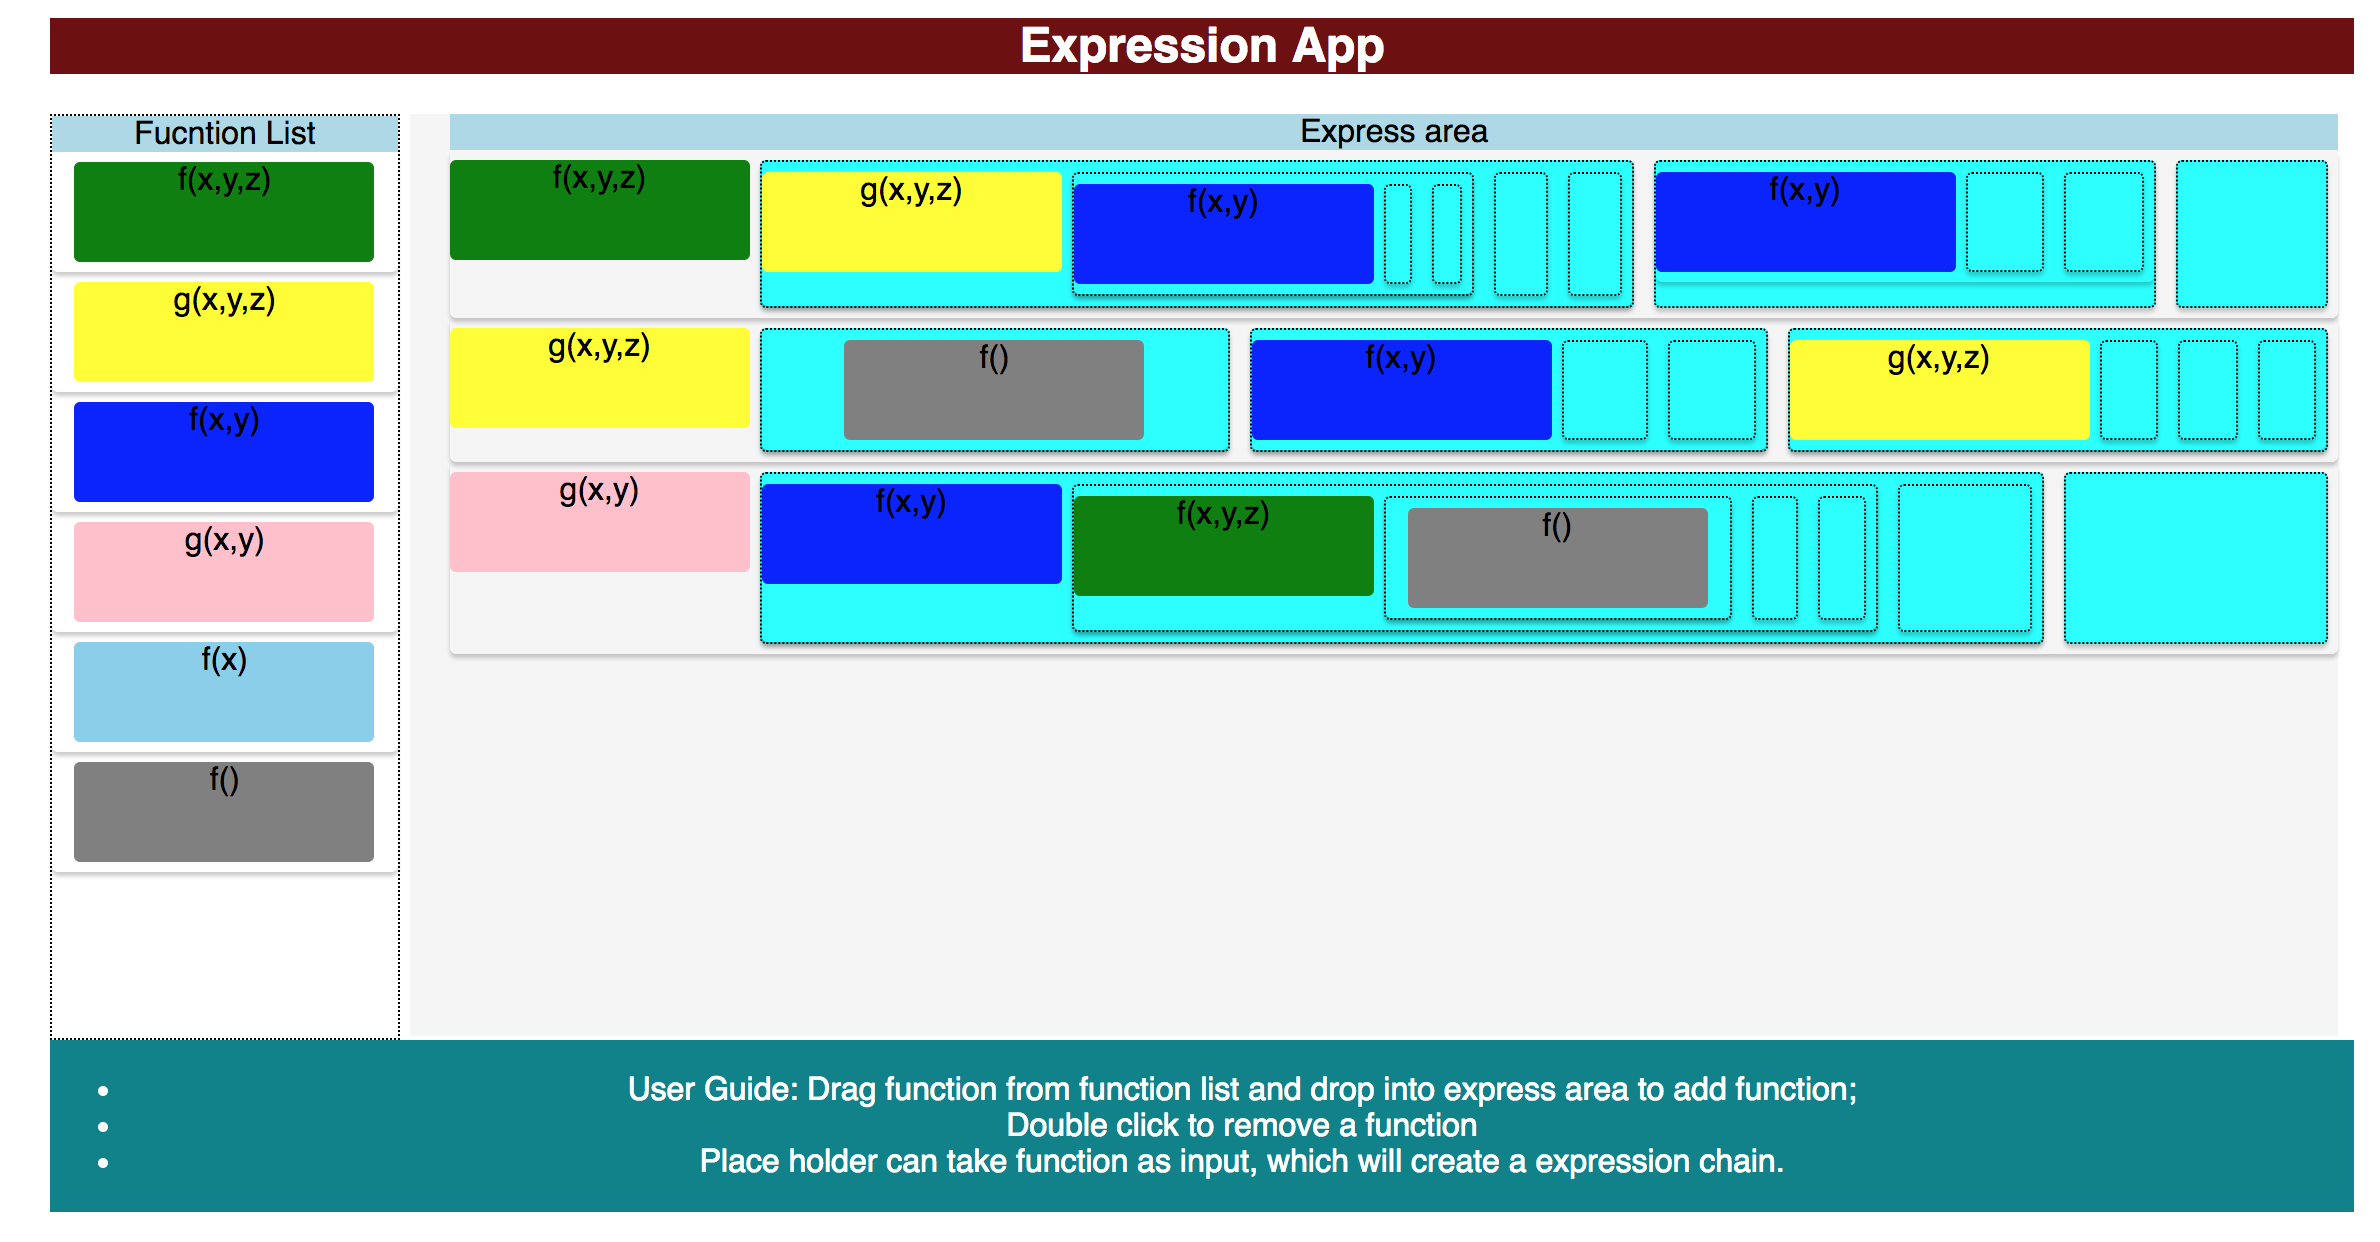 Expression App
Fucntion List
f(x,y,z)
g(x,y,z)
f(x,y)
g(x,y)
f(x)
f()
Express area
f(x,y,z)
g(x,y,z)
f(x,y)
f(x,y)
g(x,y,z)
f()
f(x,y)
g(x,y,z)
g(x,y)
f(x,y)
f(x,y,z)
f()
• User Guide: Drag function from function list and drop into express area to add function;
• Double click to remove a function
• Place holder can take function as input, which will create a expression chain.